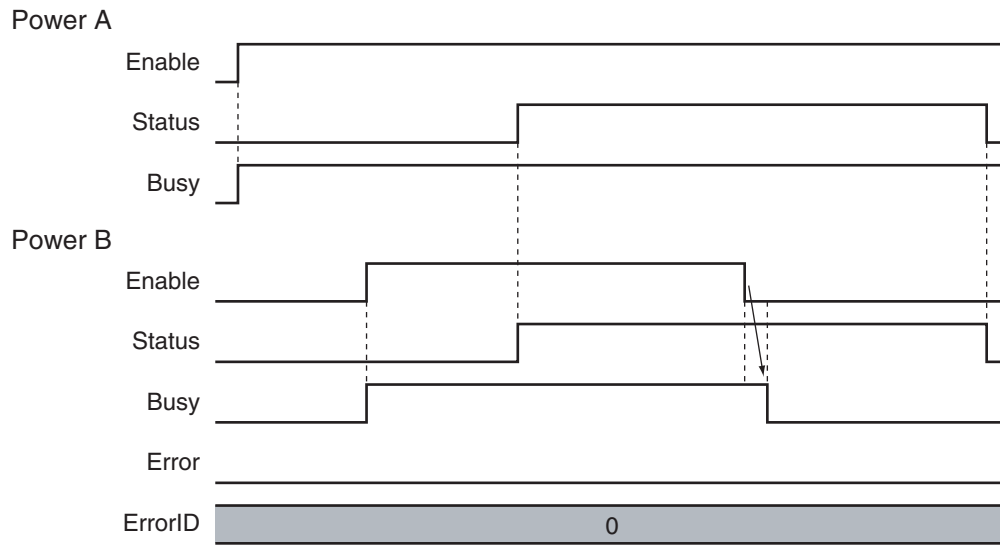 Power A
Enable
Status
Busy
Power B
Enable
Status
Busy
Error
ErrorID
0